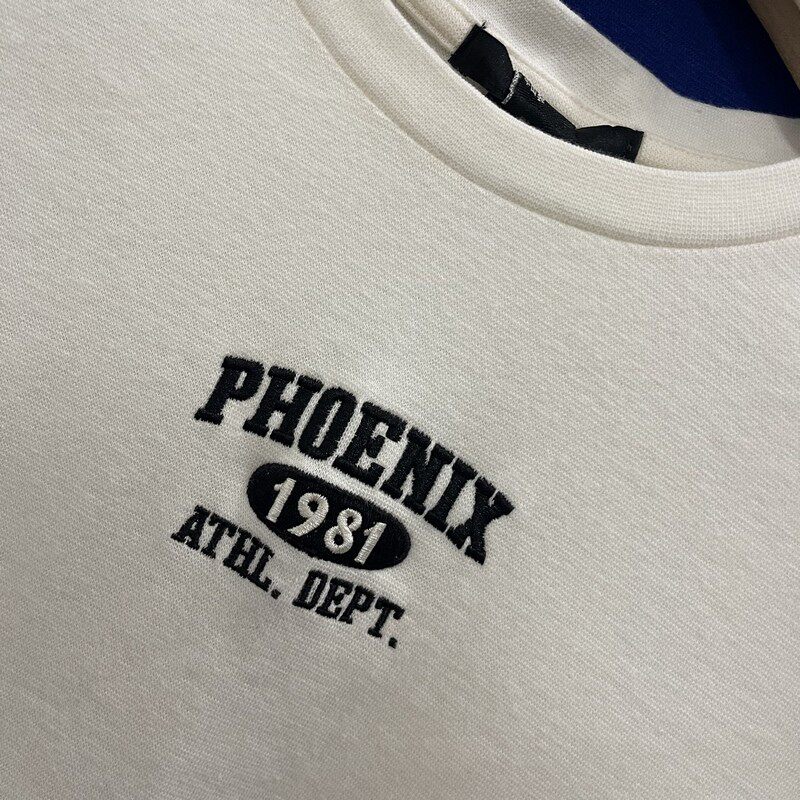 PHOENIX
1981
ATHL. DEPT.